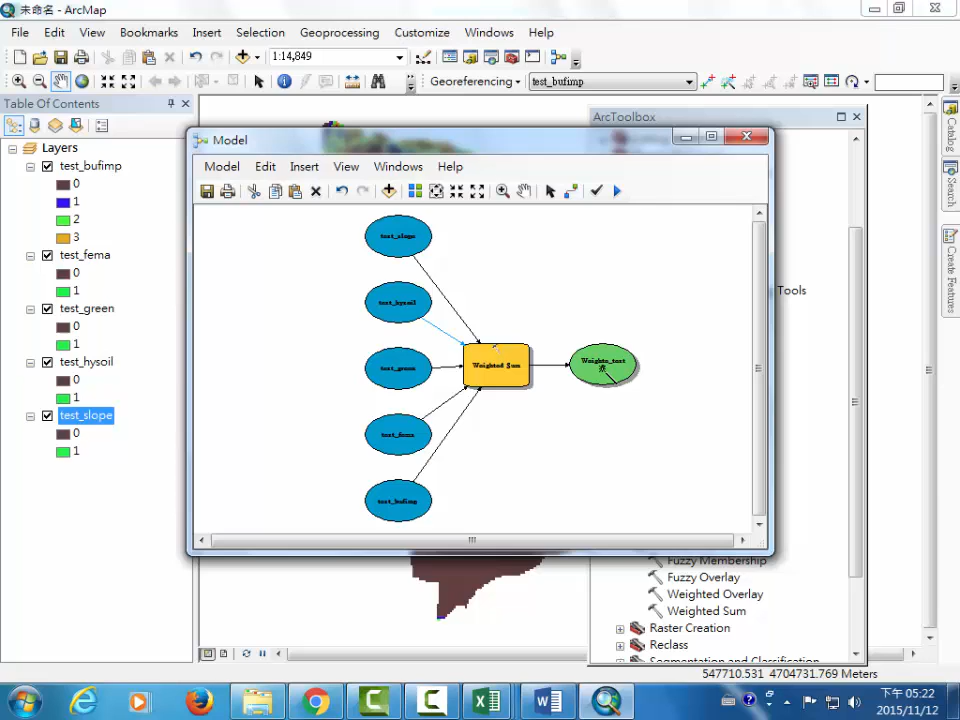 未命名 - ArcMap
File Edit View Bookmarks Insert Selection Geoprocessing Customize Windows Help
1:14,849
Georeferencing test_bufimp
Table Of Contents
Layers
test_bufimp
0
1
2
3
test_fema
0
1
test_green
0
1
test_hysoil
0
1
test_slope
0
1
ArcToolbox
Model
Model Edit Insert View Windows Help
test_slope
test_hysoil
test_green
test_fema
test_bufimp
Weighted Sum
Weighte_test
Tools
Fuzzy Membership
Fuzzy Overlay
Weighted Overlay
Weighted Sum
Raster Creation
Reclass
Segmentation and Classification
Catalog
Search
Create Features
547710.531 4704731.769 Meters
下午 05:22
2015/11/12